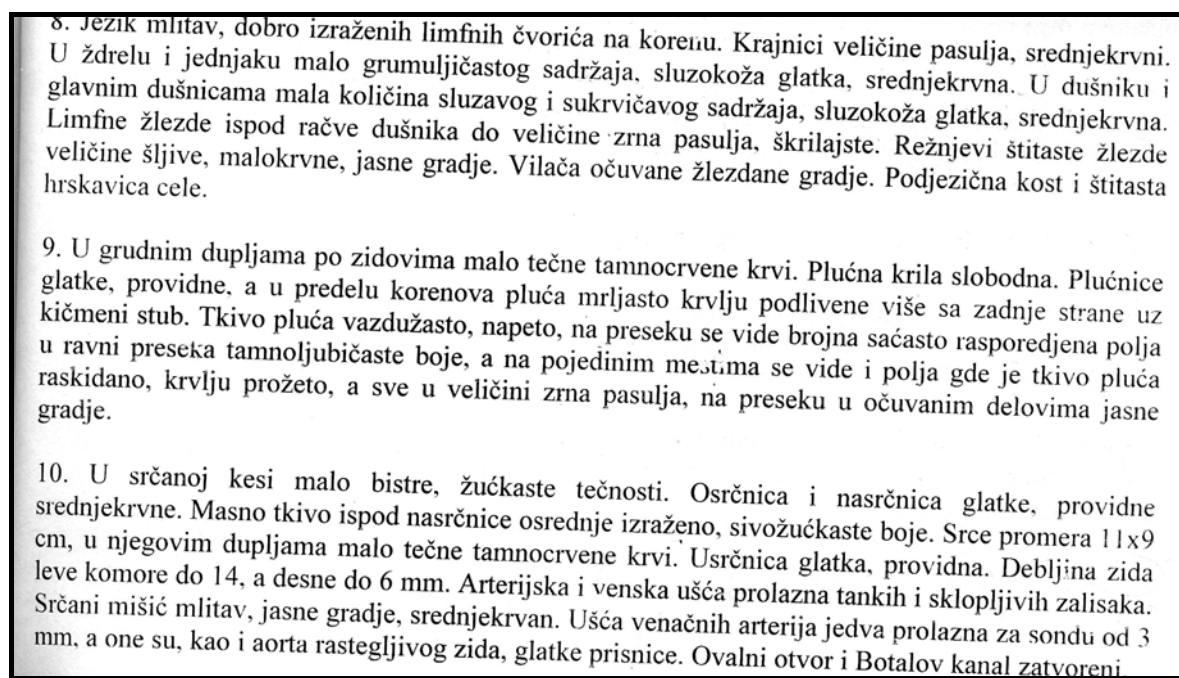 8. Jezik mlitav, dobro izraženih limfnih čvorića na korenu. Krajnici veličine pasulja, srednjekrvni.
U ždrelu i jednjaku malo grumuljičastog sadržaja, sluzokoža glatka, srednjekrvna. U dušniku i
glavnim dušnicama mala količina sluzavog i sukrvičavog sadržaja, sluzokoža glatka, srednjekrvna.
Limfne žlezde ispod račve dušnika do veličine zrna pasulja, škrilajste. Režnjevi štitaste žlezde
veličine šljive, malokrvne, jasne gradje. Vilača očuvane žlezdane gradje. Podjezična kost i štitasta
hrskavica cele.
9. U grudnim dupljama po zidovima malo tečne tamnocrvene krvi. Plućna krila slobodna. Plućnice
glatke, providne, a u predelu korenova pluća mrljasto krvlju podlivene više sa zadnje strane uz
kičmeni stub. Tkivo pluća vazdužasto, napeto, na preseku se vide brojna saćasto rasporedjena polja
u ravni preseka tamnoljubičaste boje, a na pojedinim mestima se vide i polja gde je tkivo pluća
raskidano, krvlju prožeto, a sve u veličini zrna pasulja, na preseku u očuvanim delovima jasne
gradje.
10. U srčanoj kesi malo bistre, žućkaste tečnosti. Osrčnica i nasrčnica glatke, providne
srednjekrvne. Masno tkivo ispod nasrčnice osrednje izraženo, sivožućkaste boje. Srce promera 11x9
cm, u njegovim dupljama malo tečne tamnocrvene krvi. Usrčnica glatka, providna. Debljina zida
leve komore do 14, a desne do 6 mm. Arterijska i venska ušća prolazna tankih i sklopljivih zalisaka.
Srčani mišić mlitav, jasne gradje, srednjekrvan. Ušća venačnih arterija jedva prolazna za sondu od 3
mm, a one su, kao i aorta rastegljivog zida, glatke prisnice. Ovalni otvor i Botalov kanal zatvoreni.